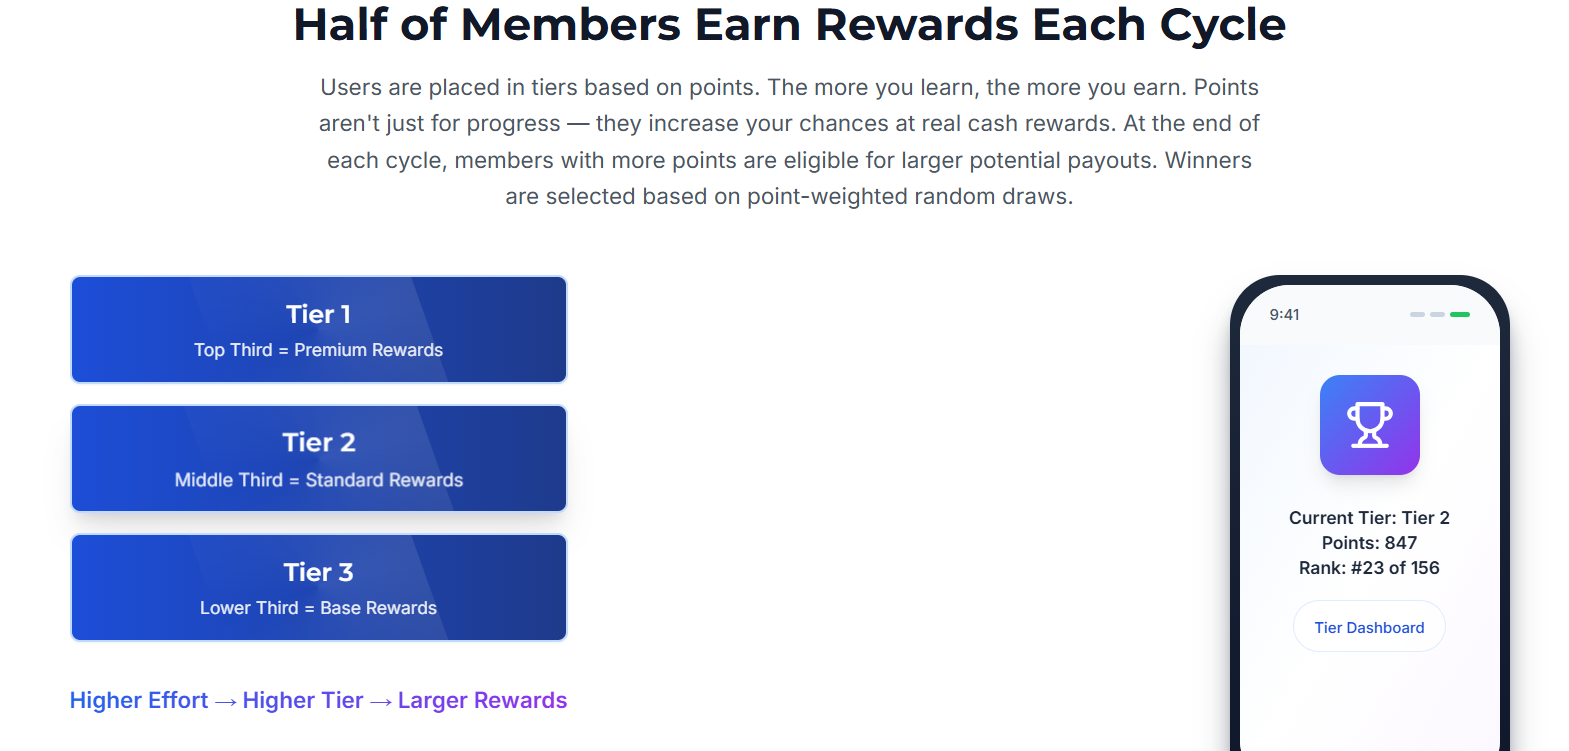 Half of Members Earn Rewards Each Cycle
Users are placed in tiers based on points. The more you learn, the more you earn. Points
aren't just for progress — they increase your chances at real cash rewards. At the end of
each cycle, members with more points are eligible for larger potential payouts. Winners
are selected based on point-weighted random draws.
Tier 1
Top Third = Premium Rewards
Tier 2
Middle Third = Standard Rewards
Tier 3
Lower Third = Base Rewards
Higher Effort → Higher Tier → Larger Rewards
9:41
Current Tier: Tier 2
Points: 847
Rank: #23 of 156
Tier Dashboard